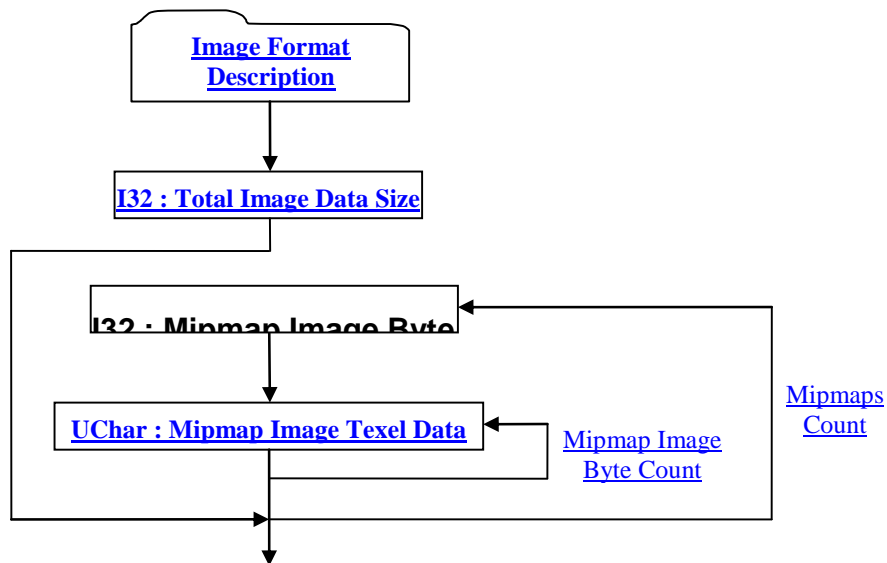 Image Format
Description
I32 : Total Image Data Size
I32 : Mipmap Image Byte
UChar : Mipmap Image Texel Data
Mipmap Image
Byte Count
Mipmaps
Count